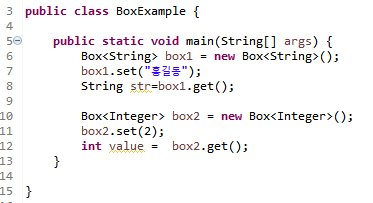 3 public class BoxExample {
4
5 public static void main(String[] args) {
6 Box<String> box1 = new Box<String>();
7 box1.set("홍길동");
8 String str=box1.get();
9
10 Box<Integer> box2 = new Box<Integer>();
11 box2.set(2);
12 int value =  box2.get();
13 }
14
15 }